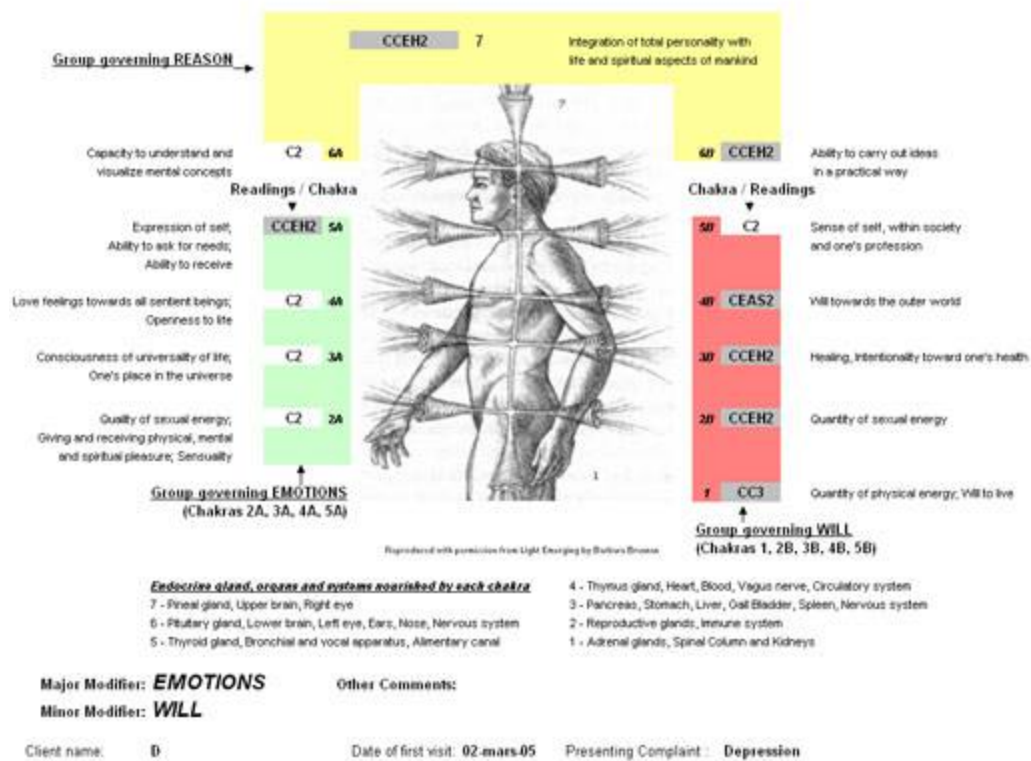 CCEH2 7
Integration of total personality with
life and spiritual aspects of mankind
Group governing REASON
7
Capacity to understand and
visualize mental concepts
C2 6A
6B CCEH2
Ability to carry out ideas
in a practical way
Readings / Chakra
Chakra / Readings
Expression of self;
Ability to ask for needs;
Ability to receive
CCEH2 5A
5B C2
Sense of self, within society
and one's profession
Love feelings towards all sentient beings;
Openness to life
C2 4A
4B CEAS2
Will towards the outer world
Consciousness of universality of life;
One's place in the universe
C2 3A
3B CCEH2
Healing, Intentionality toward one's health
Quality of sexual energy;
Giving and receiving physical, mental
and spiritual pleasure; Sensuality
C2 2A
2B CCEH2
Quantity of sexual energy
1
1 CC3
Quantity of physical energy; Will to live
Group governing EMOTIONS
(Chakras 2A, 3A, 4A, 5A)
Group governing WILL
(Chakras 1, 2B, 3B, 4B, 5B)
Reproduced with permission from Light Emerging by Barbara Brennan
Endocrine gland, organs and systems nourished by each chakra
7 - Pineal gland, Upper brain, Right eye
6 - Pituitary gland, Lower brain, Left eye, Ears, Nose, Nervous system
5 - Thyroid gland, Bronchial and vocal apparatus, Alimentary canal
4 - Thymus gland, Heart, Blood, Vagus nerve, Circulatory system
3 - Pancreas, Stomach, Liver, Gall Bladder, Spleen, Nervous system
2 - Reproductive glands, Immune system
1 - Adrenal glands, Spinal Column and Kidneys
Major Modifier: EMOTIONS
Other Comments:
Minor Modifier: WILL
Client name: D
Date of first visit: 02-mars-05
Presenting Complaint : Depression